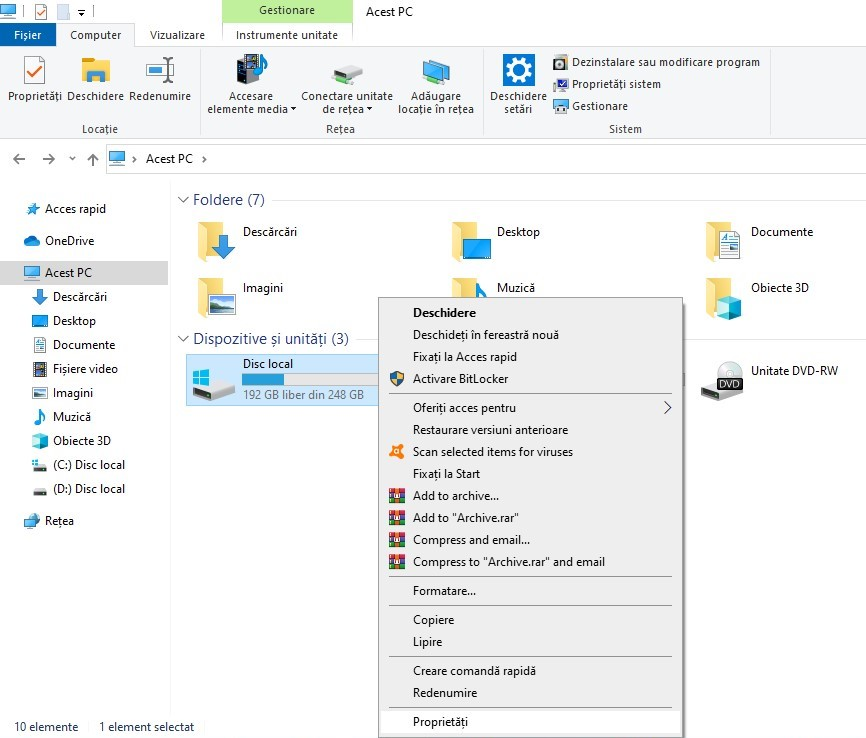 Gestionare
Acest PC
Fișier
Computer
Vizualizare
Instrumente unitate
Proprietăți
Deschidere
Redenumire
Locație
Accesare
elemente media
Conectare unitate
de rețea
Adăugare
locație în rețea
Rețea
Deschidere
setări
Dezinstalare sau modificare program
Proprietăți sistem
Gestionare
Sistem
Acest PC
Acces rapid
OneDrive
Acest PC
Descărcări
Desktop
Documente
Fișiere video
Imagini
Muzică
Obiecte 3D
(C:) Disc local
(D:) Disc local
Rețea
Foldere (7)
Descărcări
Desktop
Documente
Imagini
Muzică
Obiecte 3D
Dispozitive și unități (3)
Disc local
192 GB liber din 248 GB
Unitate DVD-RW
DVD
Deschidere
Deschideți în fereastră nouă
Fixați la Acces rapid
Activare BitLocker
Oferiți acces pentru
Restaurare versiuni anterioare
Scan selected items for viruses
Fixați la Start
Add to archive...
Add to "Archive.rar"
Compress and email...
Compress to "Archive.rar" and email
Formatare...
Copiere
Lipire
Creare comandă rapidă
Redenumire
Proprietăți
10 elemente
1 element selectat